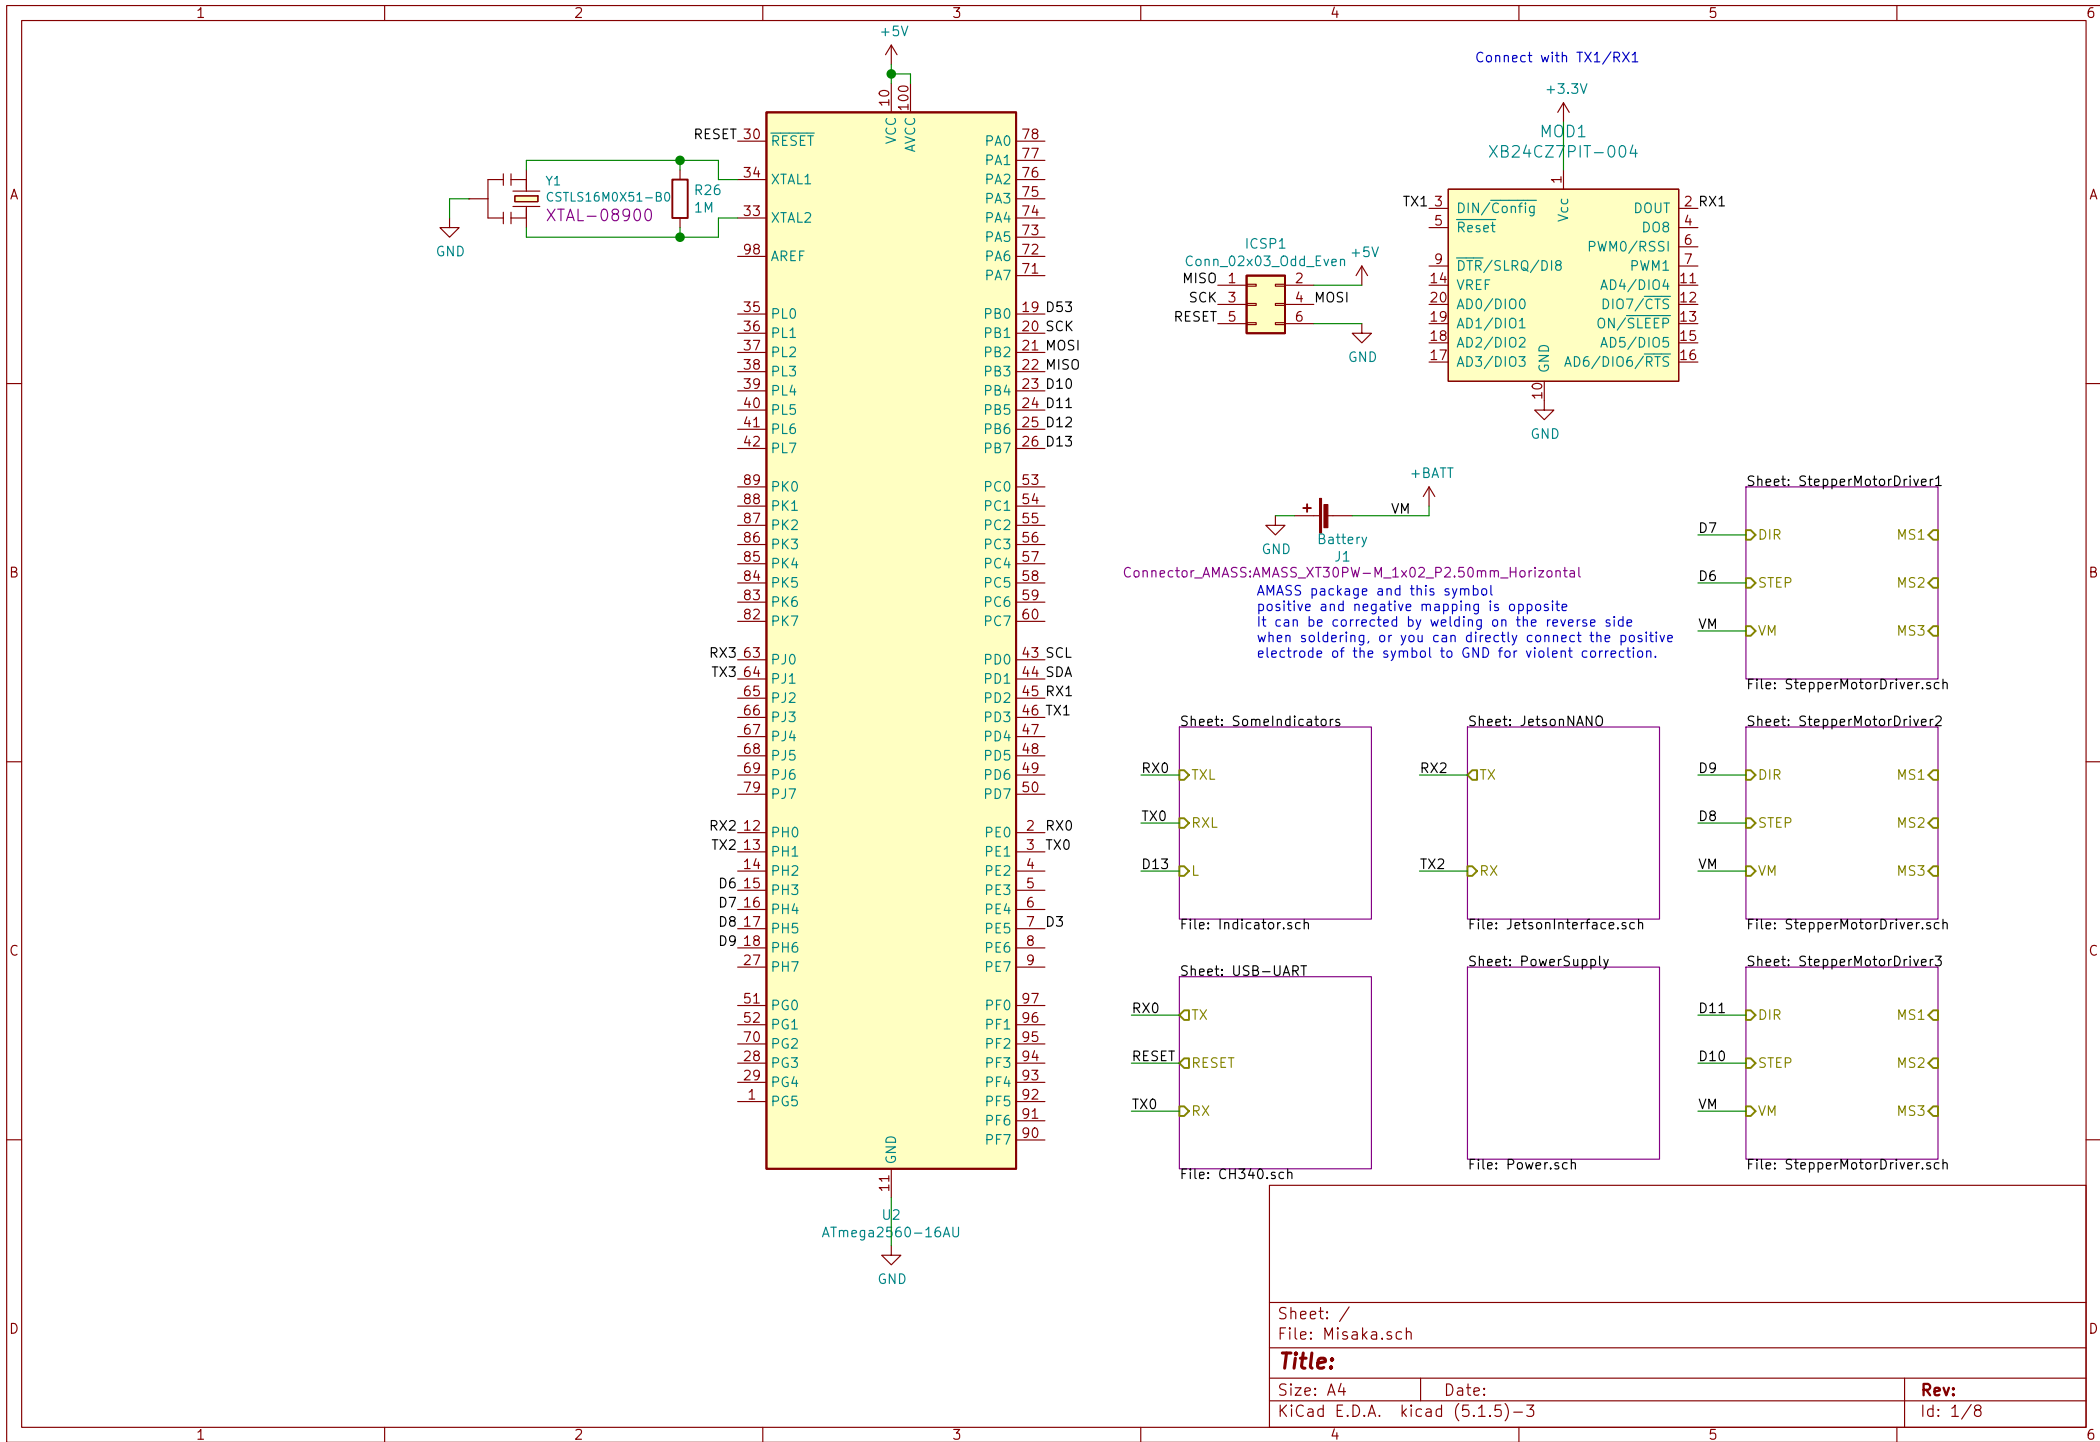 1 2 3 4 5 6
A
B
C
D
+5V
10 VCC
100 AVCC
RESET 30 RESET
34 XTAL1
33 XTAL2
98 AREF
Y1
CSTLS16M0X51-B0
XTAL-08900
R26
1M
GND
35 PL0
36 PL1
37 PL2
38 PL3
39 PL4
40 PL5
41 PL6
42 PL7
89 PK0
88 PK1
87 PK2
86 PK3
85 PK4
84 PK5
83 PK6
82 PK7
RX3 63 PJ0
TX3 64 PJ1
65 PJ2
66 PJ3
67 PJ4
68 PJ5
69 PJ6
79 PJ7
RX2 12 PH0
TX2 13 PH1
14 PH2
D6 15 PH3
D7 16 PH4
D8 17 PH5
D9 18 PH6
27 PH7
51 PG0
52 PG1
70 PG2
28 PG3
29 PG4
1 PG5
PA0 78
PA1 77
PA2 76
PA3 75
PA4 74
PA5 73
PA6 72
PA7 71
PB0 19 D53
PB1 20 SCK
PB2 21 MOSI
PB3 22 MISO
PB4 23 D10
PB5 24 D11
PB6 25 D12
PB7 26 D13
PC0 53
PC1 54
PC2 55
PC3 56
PC4 57
PC5 58
PC6 59
PC7 60
PD0 43 SCL
PD1 44 SDA
PD2 45 RX1
PD3 46 TX1
PD4 47
PD5 48
PD6 49
PD7 50
PE0 2 RX0
PE1 3 TX0
PE2 4
PE3 5
PE4 6
PE5 7 D3
PE6 8
PE7 9
PF0 97
PF1 96
PF2 95
PF3 94
PF4 93
PF5 92
PF6 91
PF7 90
GND
11
U2
ATmega2560-16AU
GND
Connect with TX1/RX1
+3.3V
MOD1
XB24CZ7PIT-004
1 Vcc
TX1 3 DIN/Config
5 Reset
9 DTR/SLRQ/DI8
14 VREF
20 AD0/DIO0
19 AD1/DIO1
18 AD2/DIO2
17 AD3/DIO3
DOUT 2 RX1
DO8 4
PWM0/RSSI 6
PWM1 7
AD4/DIO4 11
DIO7/CTS 12
ON/SLEEP 13
AD5/DIO5 15
AD6/DIO6/RTS 16
GND
10
GND
ICSP1
Conn_02x03_Odd_Even
+5V
MISO 1 2
SCK 3 4 MOSI
RESET 5 6
GND
+BATT
VM
+
GND
Battery
J1
Connector_AMASS:AMASS_XT30PW-M_1x02_P2.50mm_Horizontal
AMASS package and this symbol
positive and negative mapping is opposite
It can be corrected by welding on the reverse side
when soldering, or you can directly connect the positive
electrode of the symbol to GND for violent correction.
Sheet: StepperMotorDriver1
D7 DIR MS1
D6 STEP MS2
VM VM MS3
File: StepperMotorDriver.sch
Sheet: SomeIndicators
RX0 TXL
TX0 RXL
D13 L
File: Indicator.sch
Sheet: JetsonNANO
RX2 TX
TX2 RX
File: JetsonInterface.sch
Sheet: StepperMotorDriver2
D9 DIR MS1
D8 STEP MS2
VM VM MS3
File: StepperMotorDriver.sch
Sheet: USB-UART
RX0 TX
RESET RESET
TX0 RX
File: CH340.sch
Sheet: PowerSupply
File: Power.sch
Sheet: StepperMotorDriver3
D11 DIR MS1
D10 STEP MS2
VM VM MS3
File: StepperMotorDriver.sch
Sheet: /
File: Misaka.sch
Title:
Size: A4 Date: Rev:
KiCad E.D.A. kicad (5.1.5)-3 Id: 1/8
A
B
C
D
1 2 3 4 5 6